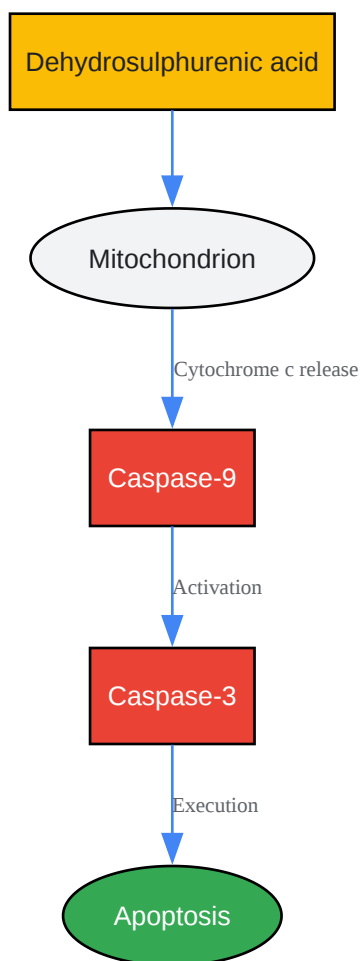 Dehydrosulphurenic acid
Mitochondrion
Cytochrome c release
Caspase-9
Activation
Caspase-3
Execution
Apoptosis